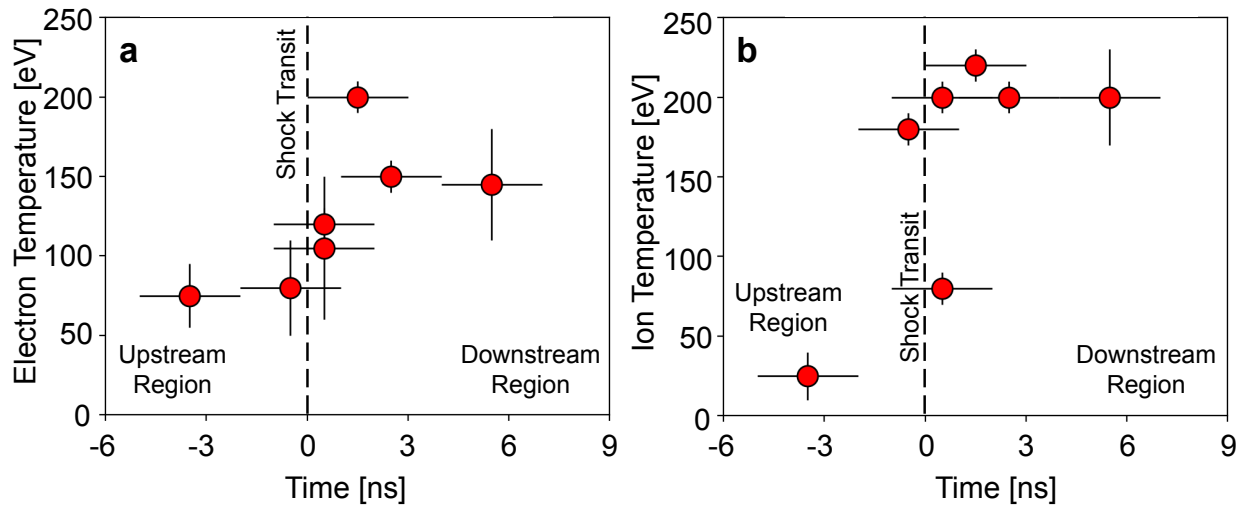 a
Electron Temperature [eV]
250
200
150
100
50
0
Shock Transit
Upstream
Region
Downstream
Region
-6
-3
0
3
6
9
Time [ns]
b
Ion Temperature [eV]
250
200
150
100
50
0
Shock Transit
Upstream
Region
Downstream
Region
-6
-3
0
3
6
9
Time [ns]